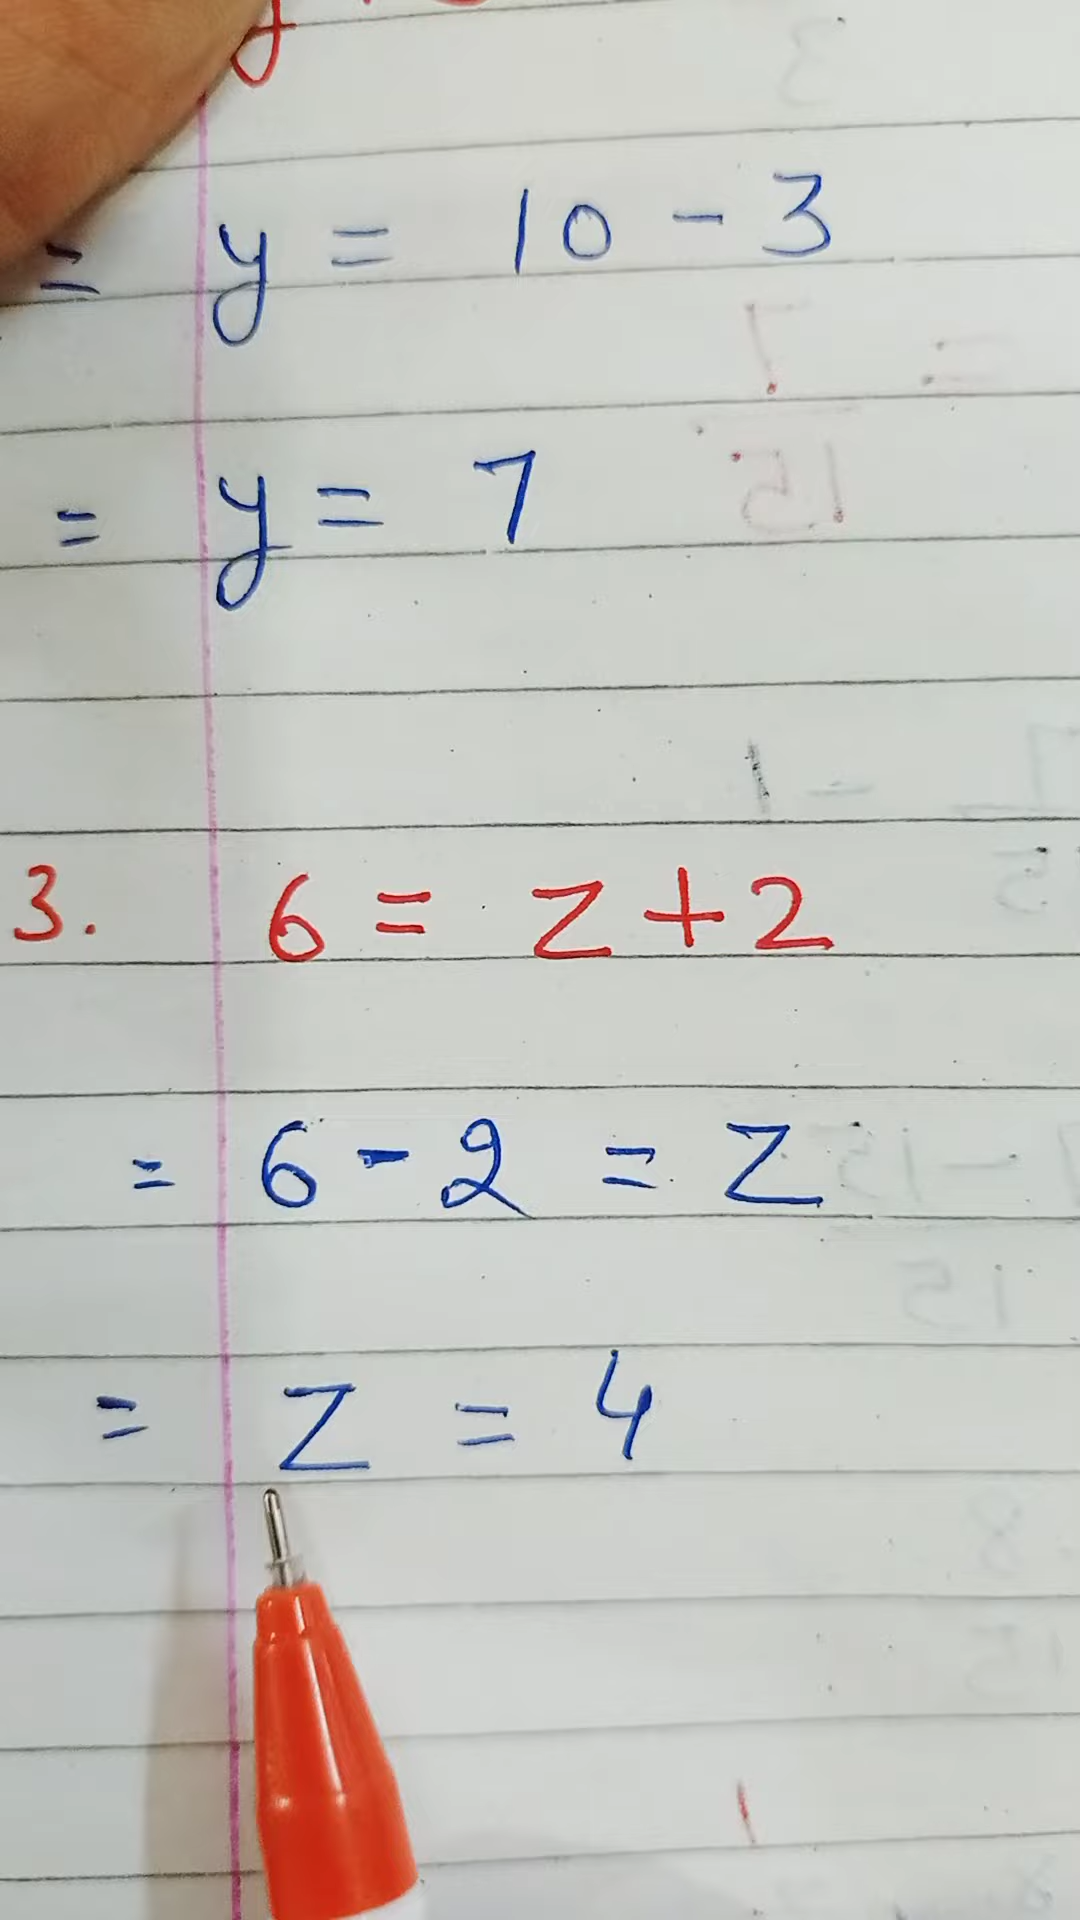 = y = 10 - 3
= y = 7
3. 6 = z + 2
= 6 - 2 = z
= z = 4